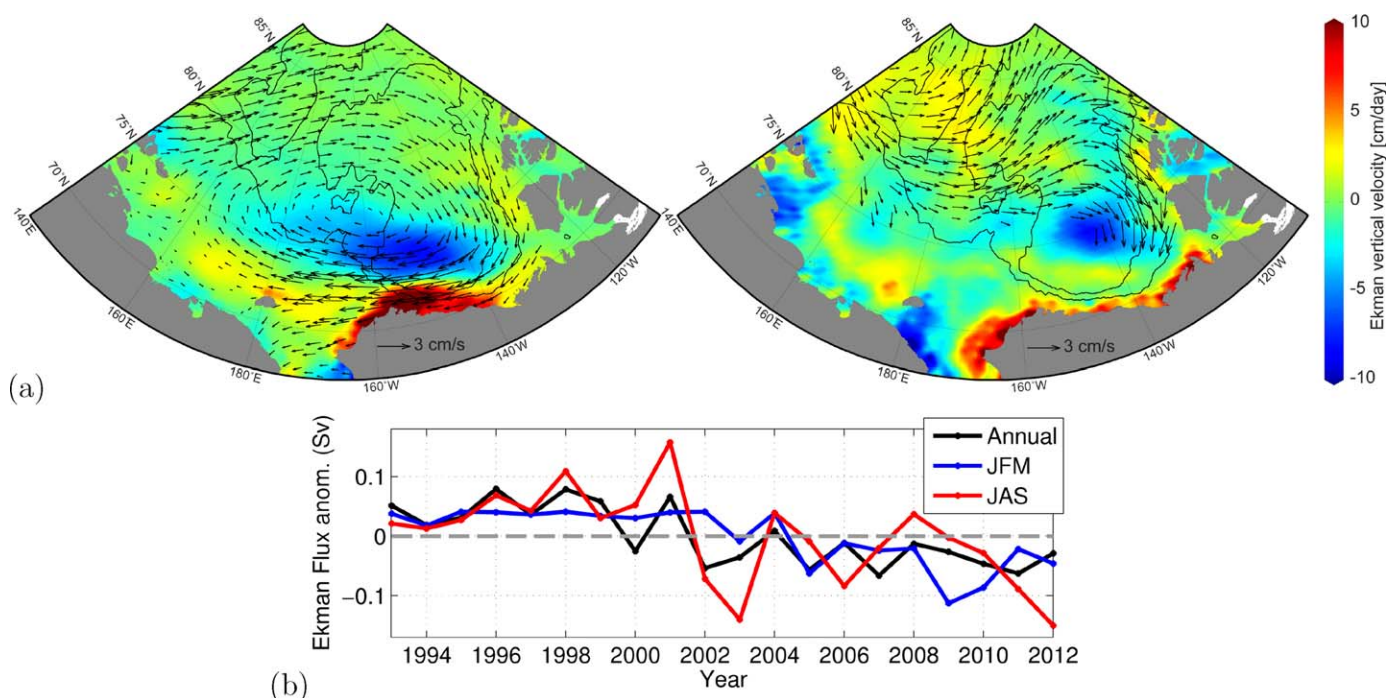 85˚N
80˚N
75˚N
70˚N
140˚E
160˚E
180˚E
160˚W
140˚W
120˚W
3 cm/s
85˚N
80˚N
75˚N
70˚N
140˚E
160˚E
180˚E
160˚W
140˚W
120˚W
3 cm/s
10
5
0
-5
-10
Ekman vertical velocity [cm/day]
(a)
Annual
JFM
JAS
0.1
0
−0.1
Ekman Flux anom. (Sv)
1994 1996 1998 2000 2002 2004 2006 2008 2010 2012
Year
(b)